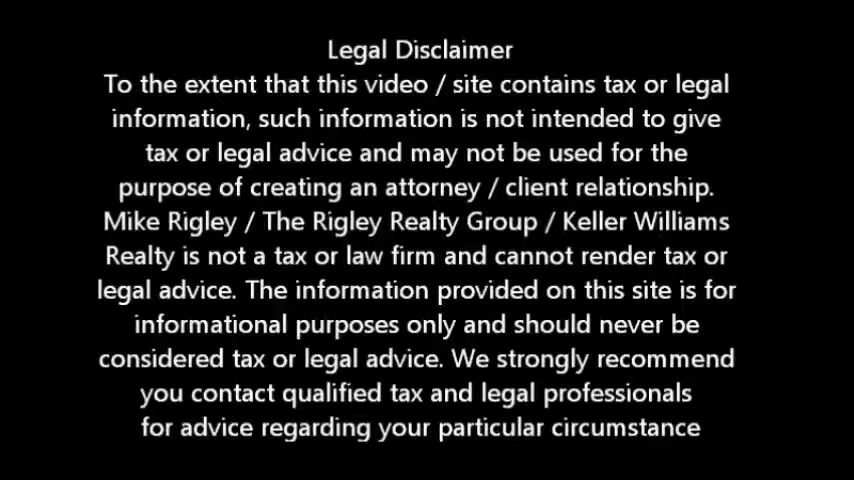 Legal Disclaimer
To the extent that this video / site contains tax or legal
information, such information is not intended to give
tax or legal advice and may not be used for the
purpose of creating an attorney / client relationship.
Mike Rigley / The Rigley Realty Group / Keller Williams
Realty is not a tax or law firm and cannot render tax or
legal advice. The information provided on this site is for
informational purposes only and should never be
considered tax or legal advice. We strongly recommend
you contact qualified tax and legal professionals
for advice regarding your particular circumstance